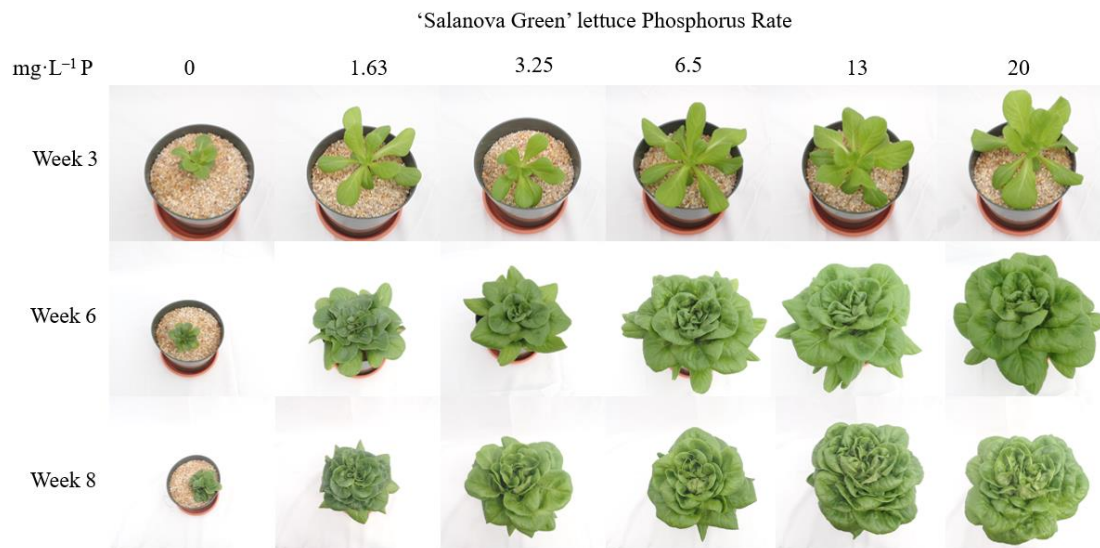 ‘Salanova Green’ lettuce Phosphorus Rate
mg·L⁻¹ P 0 1.63 3.25 6.5 13 20
Week 3
Week 6
Week 8